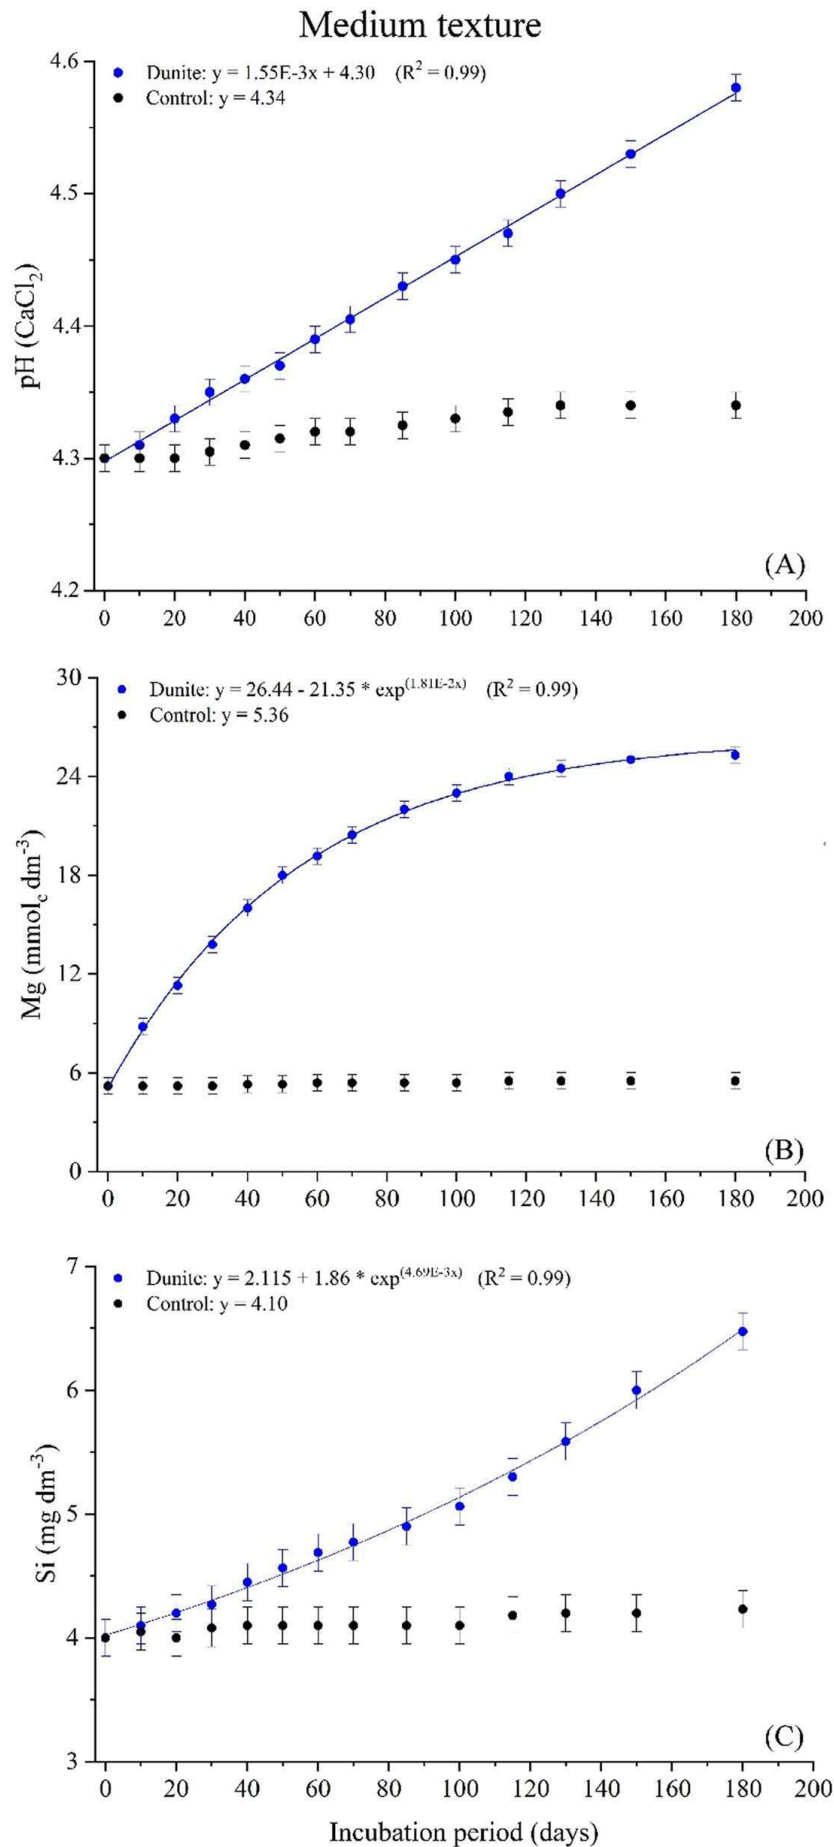 Medium texture
4.6
Dunite: y = 1.55E-3x + 4.30 (R² = 0.99)
Control: y = 4.34
4.5
4.4
4.3
4.2
pH (CaCl₂)
(A)
0 20 40 60 80 100 120 140 160 180 200
30
Dunite: y = 26.44 - 21.35 * exp^(1.81E-2x) (R² = 0.99)
Control: y = 5.36
24
18
12
6
0
Mg (mmol_c dm⁻³)
(B)
0 20 40 60 80 100 120 140 160 180 200
7
Dunite: y = 2.115 + 1.86 * exp^(4.69E-3x) (R² = 0.99)
Control: y = 4.10
6
5
4
3
Si (mg dm⁻³)
(C)
0 20 40 60 80 100 120 140 160 180 200
Incubation period (days)